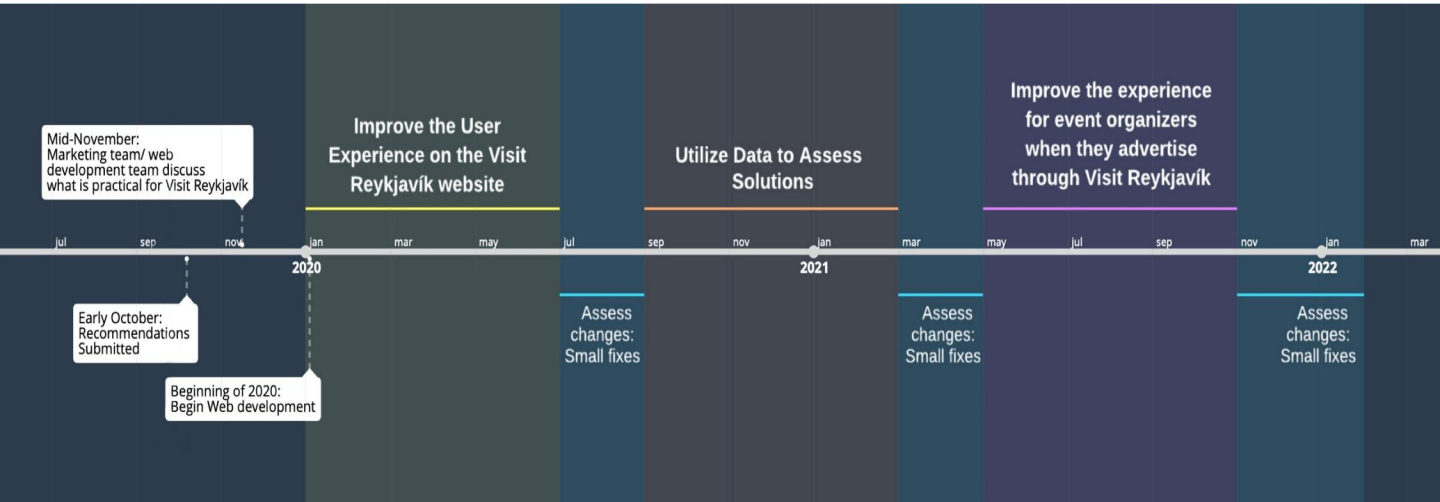 Mid-November:
Marketing team/ web
development team discuss
what is practical for Visit Reykjavík
Improve the User
Experience on the Visit
Reykjavík website
Utilize Data to Assess
Solutions
Improve the experience
for event organizers
when they advertise
through Visit Reykjavík
jul sep nov jan mar may jul sep nov jan mar may jul sep nov jan mar
2020 2021 2022
Early October:
Recommendations
Submitted
Beginning of 2020:
Begin Web development
Assess
changes:
Small fixes
Assess
changes:
Small fixes
Assess
changes:
Small fixes